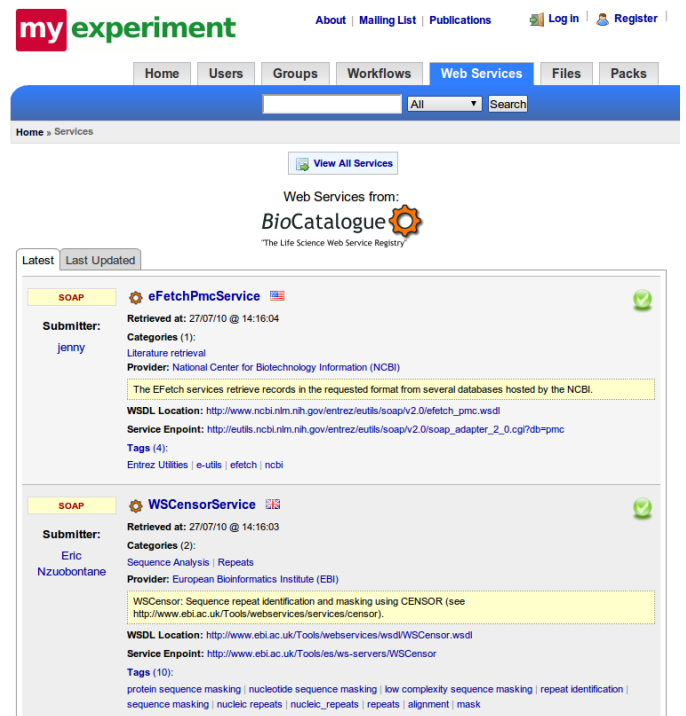 my experiment
About | Mailing List | Publications
Log in | Register |
Home Users Groups Workflows Web Services Files Packs
All Search
Home » Services
View All Services
Web Services from:
BioCatalogue
"The Life Science Web Service Registry"
Latest Last Updated
SOAP
eFetchPmcService
Submitter:
jenny
Retrieved at: 27/07/10 @ 14:16:04
Categories (1):
Literature retrieval
Provider: National Center for Biotechnology Information (NCBI)
The EFetch services retrieve records in the requested format from several databases hosted by the NCBI.
WSDL Location: http://www.ncbi.nlm.nih.gov/entrez/eutils/soap/v2.0/efetch_pmc.wsdl
Service Enpoint: http://eutils.ncbi.nlm.nih.gov/entrez/eutils/soap/v2.0/soap_adapter_2_0.cgi?db=pmc
Tags (4):
Entrez Utilities | e-utils | efetch | ncbi
SOAP
WSCensorService
Submitter:
Eric
Nzuobontane
Retrieved at: 27/07/10 @ 14:16:03
Categories (2):
Sequence Analysis | Repeats
Provider: European Bioinformatics Institute (EBI)
WSCensor: Sequence repeat identification and masking using CENSOR (see
http://www.ebi.ac.uk/Tools/webservices/services/censor).
WSDL Location: http://www.ebi.ac.uk/Tools/webservices/wsdl/WSCensor.wsdl
Service Enpoint: http://www.ebi.ac.uk/Tools/es/ws-servers/WSCensor
Tags (10):
protein sequence masking | nucleotide sequence masking | low complexity sequence masking | repeat identification |
sequence masking | nucleic repeats | nucleic_repeats | repeats | alignment | mask